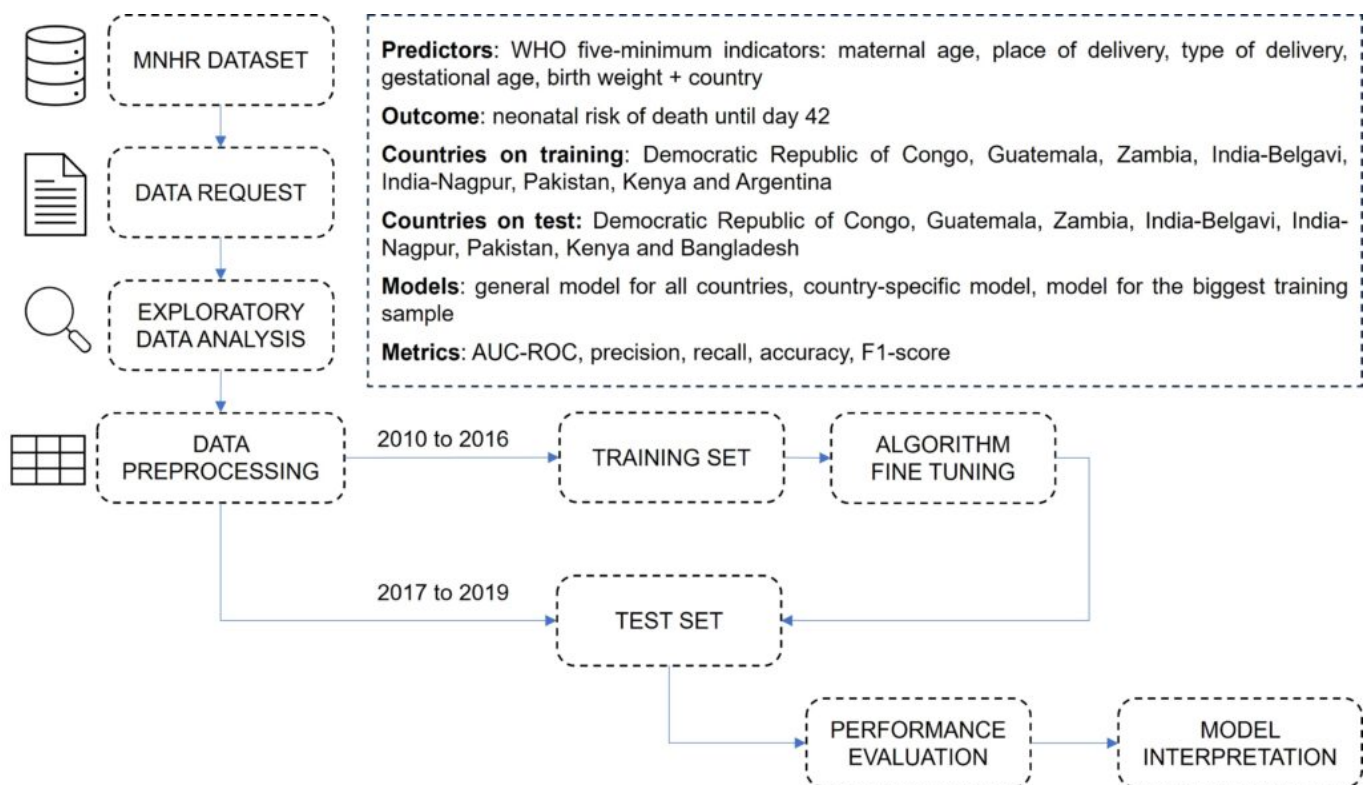 MNHR DATASET
DATA REQUEST
EXPLORATORY
DATA ANALYSIS
DATA
PREPROCESSING
Predictors: WHO five-minimum indicators: maternal age, place of delivery, type of delivery,
gestational age, birth weight + country
Outcome: neonatal risk of death until day 42
Countries on training: Democratic Republic of Congo, Guatemala, Zambia, India-Belgavi,
India-Nagpur, Pakistan, Kenya and Argentina
Countries on test: Democratic Republic of Congo, Guatemala, Zambia, India-Belgavi, India-
Nagpur, Pakistan, Kenya and Bangladesh
Models: general model for all countries, country-specific model, model for the biggest training
sample
Metrics: AUC-ROC, precision, recall, accuracy, F1-score
2010 to 2016
TRAINING SET
ALGORITHM
FINE TUNING
2017 to 2019
TEST SET
PERFORMANCE
EVALUATION
MODEL
INTERPRETATION